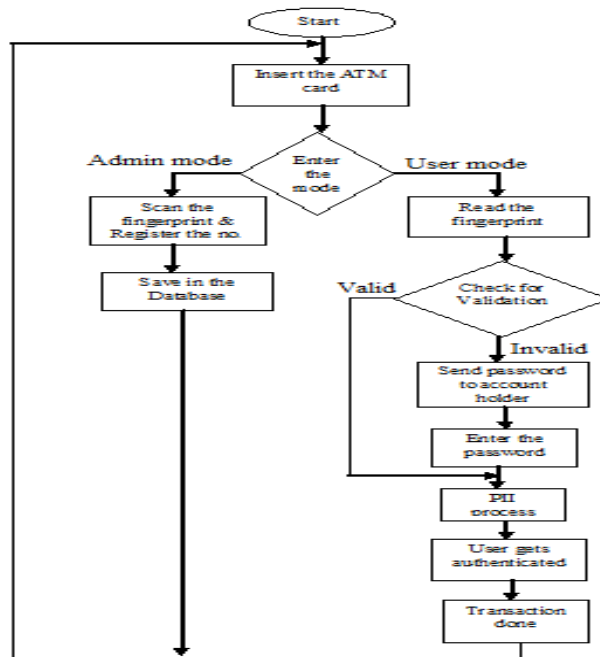 Start
Insert the ATM
card
Admin mode
Enter
the
mode
User mode
Scan the
fingerprint &
Register the no.
Read the
fingerprint
Save in the
Database
Valid
Check for
Validation
Invalid
Send password
to account
holder
Enter the
password
PII
process
User gets
authenticated
Transaction
done